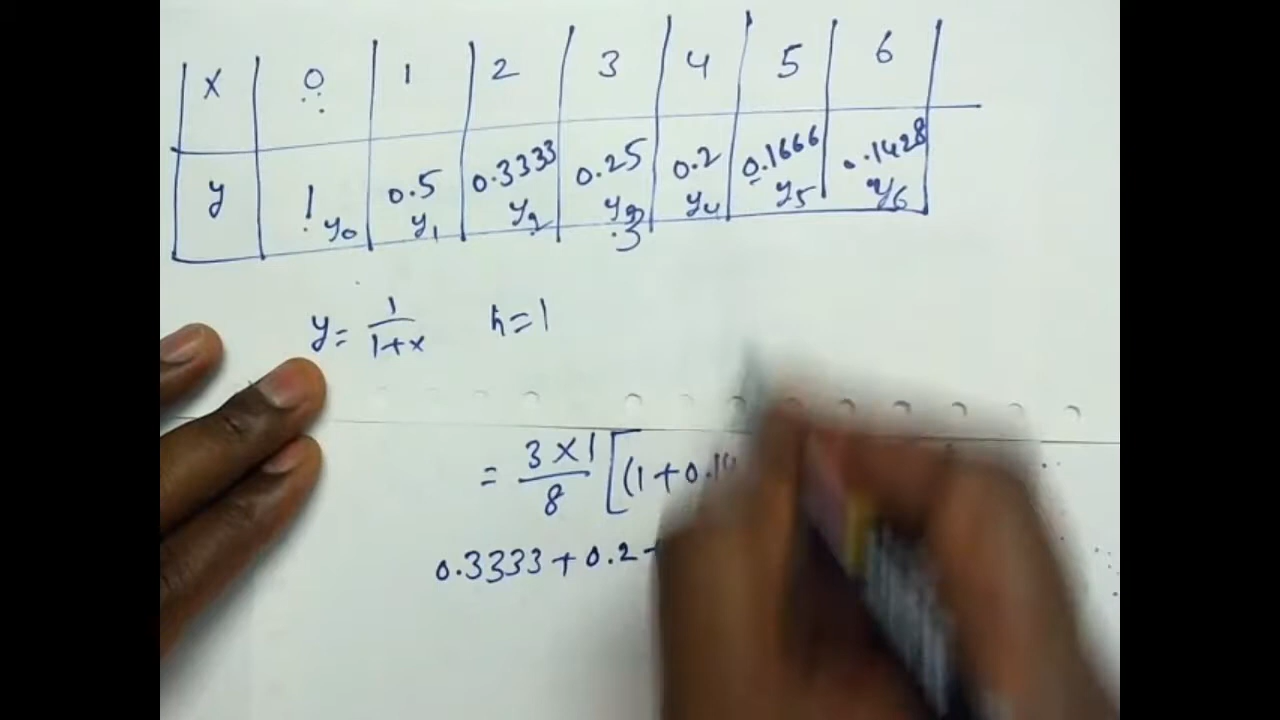 x 0 1 2 3 4 5 6
y 1 0.5 0.3333 0.25 0.2 0.1666 0.1428
y0 y1 y2 y3 y4 y5 y6
y = 1/1+x h=1
= 3×1/8 [(1+0.14
0.3333+0.2+